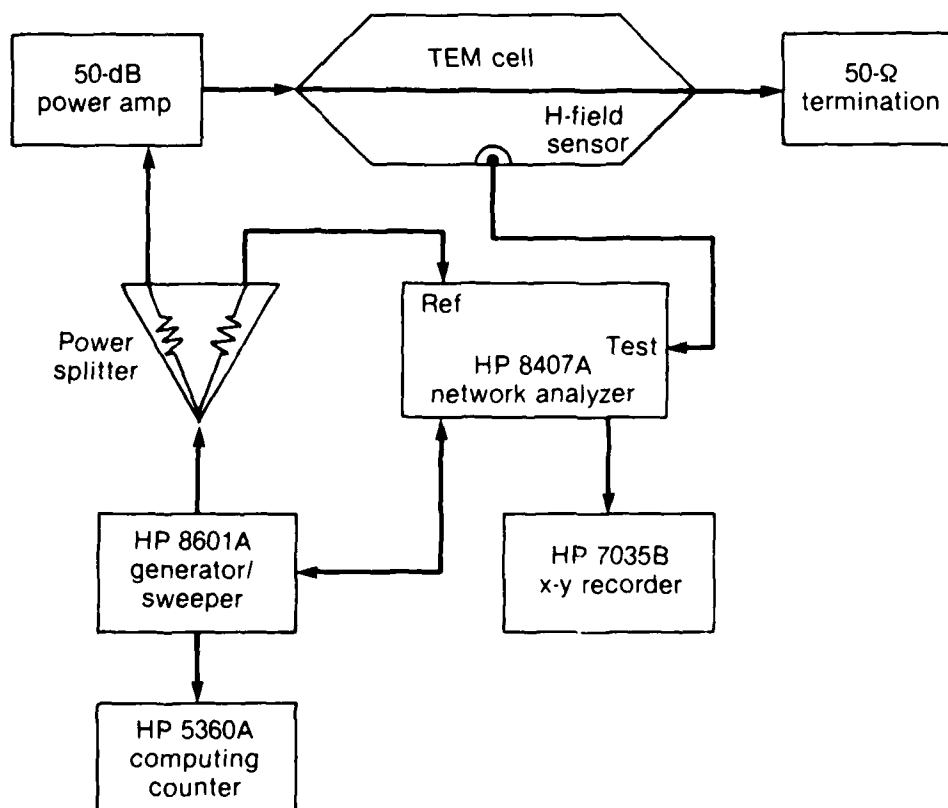 50-dB
power amp
TEM cell
H-field
sensor
50-Ω
termination
Power
splitter
Ref
Test
HP 8407A
network analyzer
HP 8601A
generator/
sweeper
HP 7035B
x-y recorder
HP 5360A
computing
counter